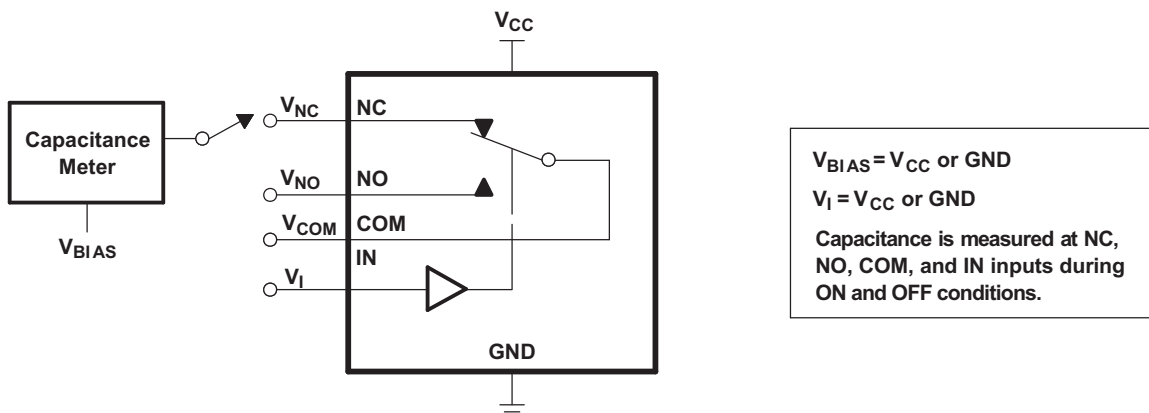 VCC
Capacitance
Meter
VBIAS
VNC
NC
VNO
NO
VCOM
COM
IN
VI
GND
VBIAS = VCC or GND
VI = VCC or GND
Capacitance is measured at NC,
NO, COM, and IN inputs during
ON and OFF conditions.